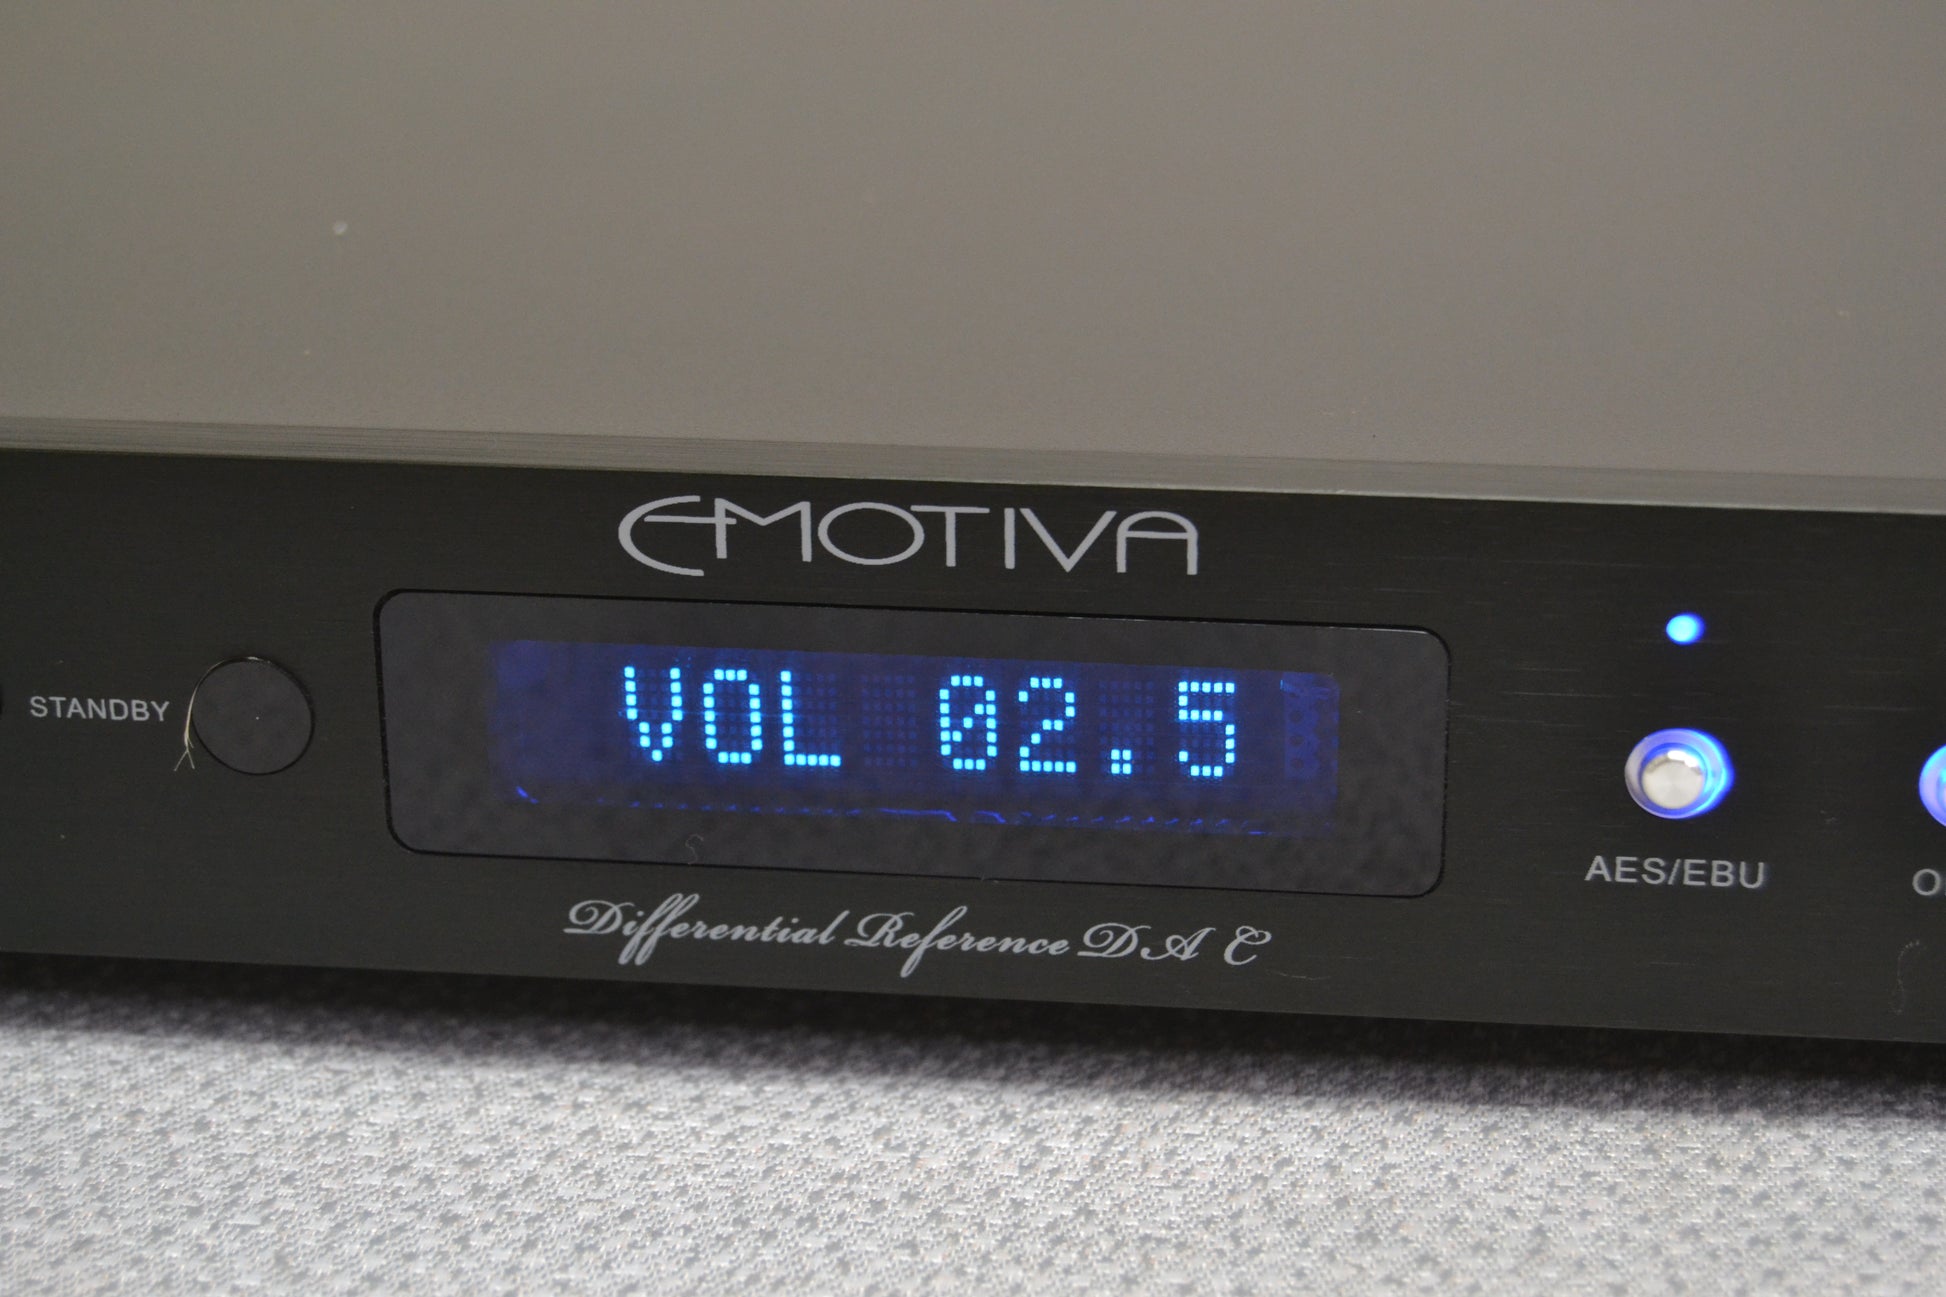 EMOTIVA
STANDBY
VOL 02.5
AES/EBU
Differential Reference DAC